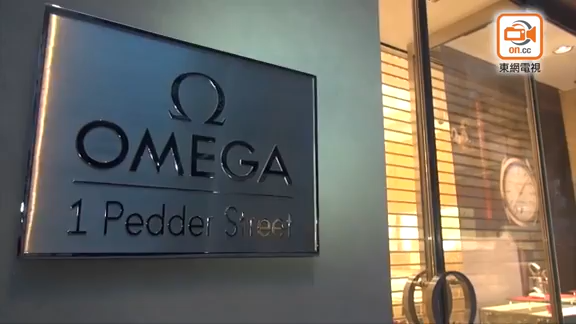 Ω
OMEGA
1 Pedder Street
on.cc
東網電視